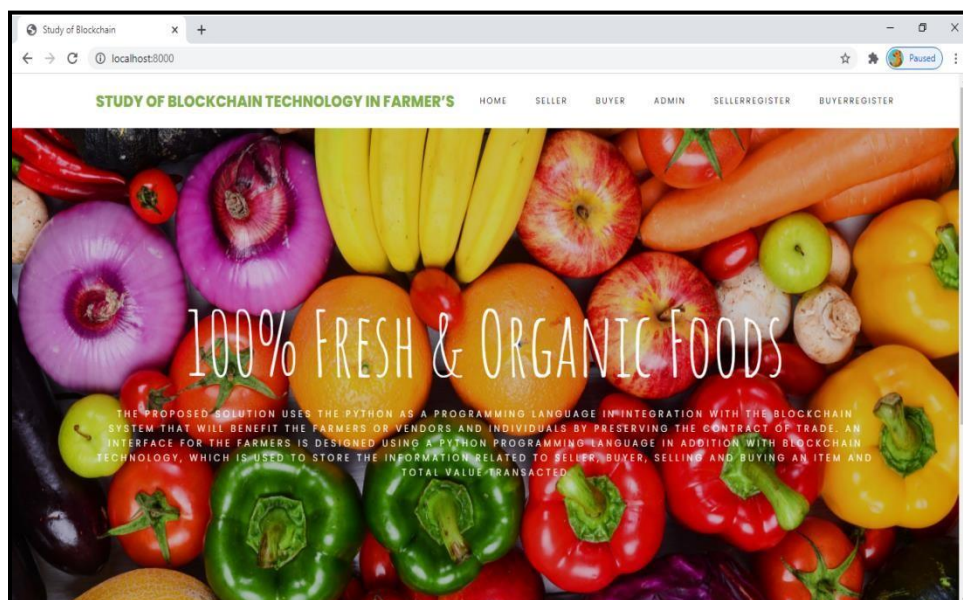 Study of Blockchain
localhost:8000
Paused
STUDY OF BLOCKCHAIN TECHNOLOGY IN FARMER'S HOME SELLER BUYER ADMIN SELLERREGISTER BUYERREGISTER
100% FRESH & ORGANIC FOODS
THE PROPOSED SOLUTION USES THE PYTHON AS A PROGRAMMING LANGUAGE IN INTEGRATION WITH THE BLOCKCHAIN
SYSTEM THAT WILL BENEFIT THE FARMERS OR VENDORS AND INDIVIDUALS BY PRESERVING THE CONTRACT OF TRADE. AN
INTERFACE FOR THE FARMERS IS DESIGNED USING A PYTHON PROGRAMMING LANGUAGE IN ADDITION WITH BLOCKCHAIN
TECHNOLOGY, WHICH IS USED TO STORE THE INFORMATION RELATED TO SELLER, BUYER, SELLING AND BUYING AN ITEM AND
TOTAL VALUE TRANSACTED